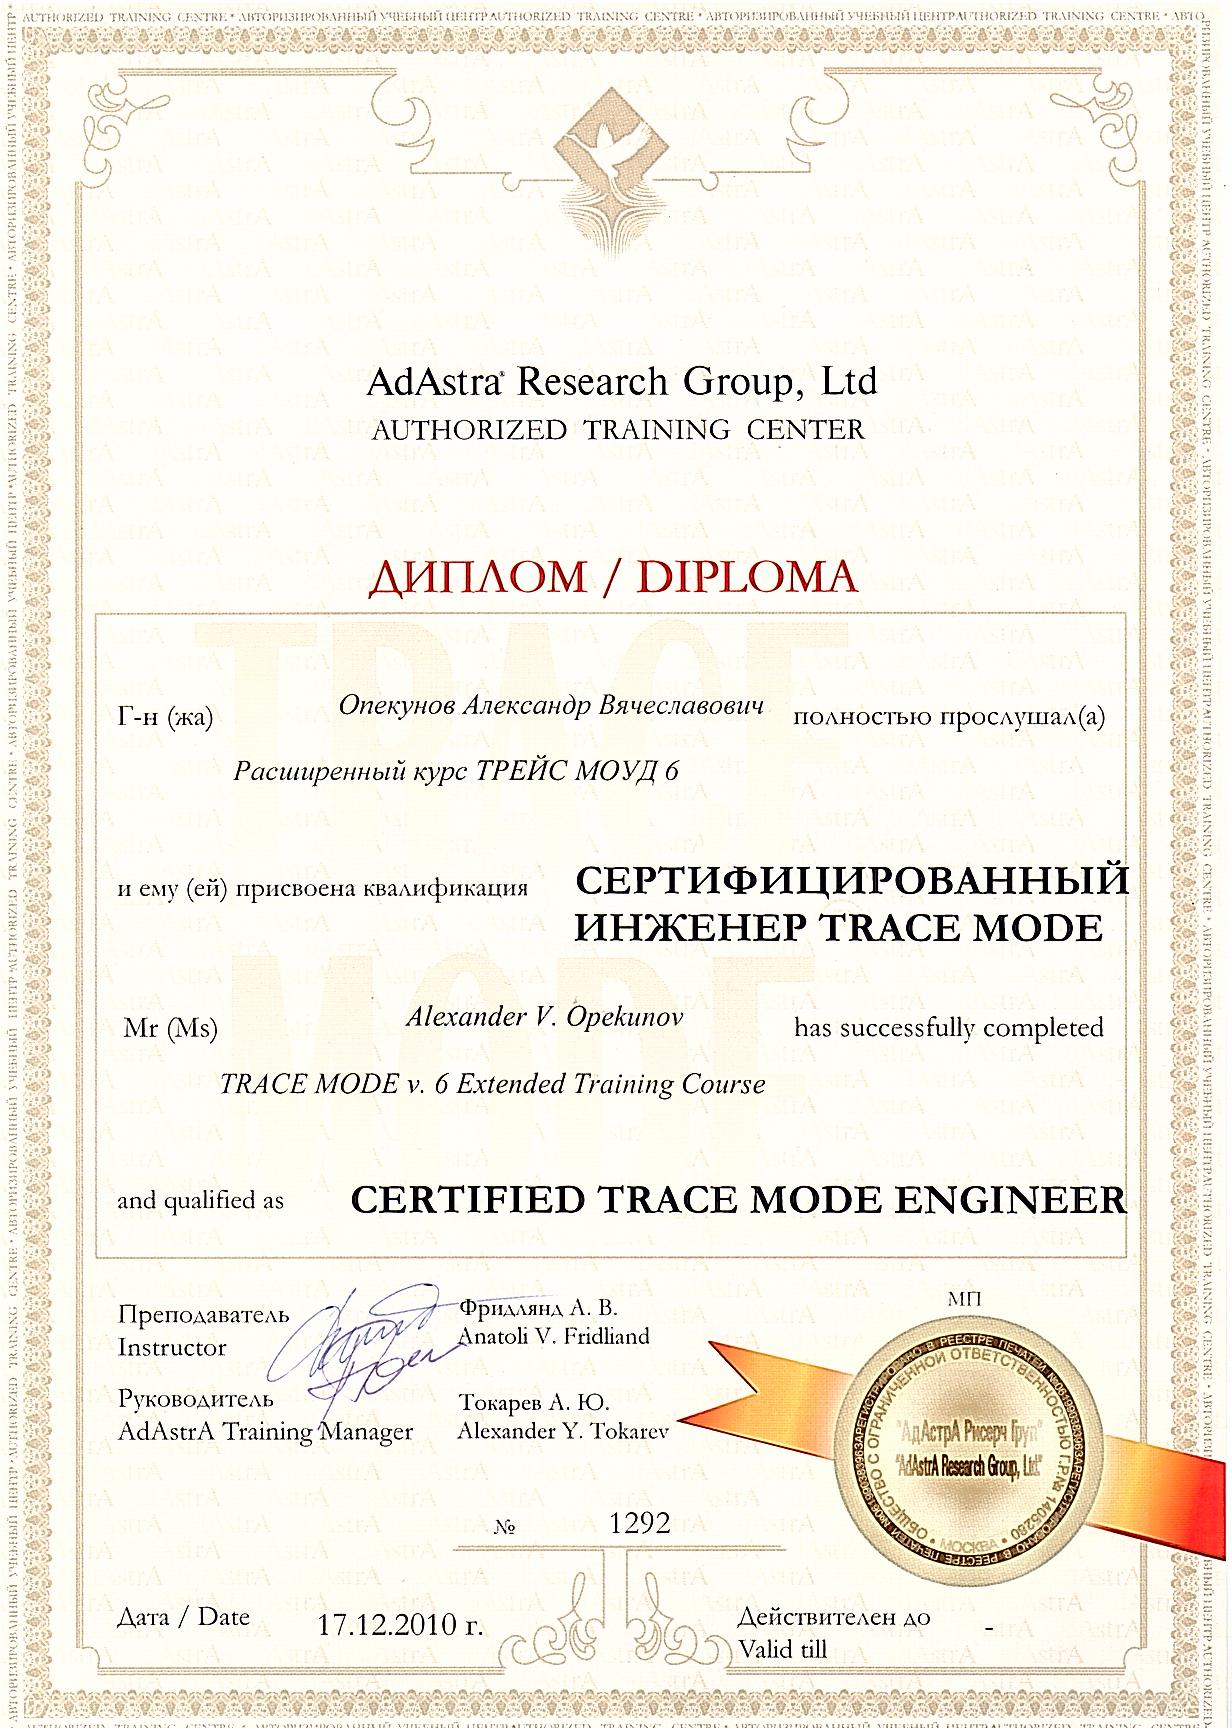 AUTHORIZED TRAINING CENTRE * АВТОРИЗИРОВАННЫЙ УЧЕБНЫЙ ЦЕНТР AUTHORIZED TRAINING CENTRE * АВТОРИЗИРОВАННЫЙ УЧЕБНЫЙ ЦЕНТР AUTHORIZED TRAINING CENTRE * АВТО
AdAstra® Research Group, Ltd
AUTHORIZED TRAINING CENTER
ДИПЛОМ / DIPLOMA
TRACE
MODE
Г-н (жа) Опекунов Александр Вячеславович полностью прослушал(а)
Расширенный курс ТРЕЙС МОУД 6
и ему (ей) присвоена квалификация СЕРТИФИЦИРОВАННЫЙ
ИНЖЕНЕР TRACE MODE
Mr (Ms) Alexander V. Opekunov has successfully completed
TRACE MODE v. 6 Extended Training Course
and qualified as CERTIFIED TRACE MODE ENGINEER
Преподаватель Фридлянд А. В.
Instructor Anatoli V. Fridliand
Руководитель Токарев А. Ю.
AdAstrA Training Manager Alexander Y. Tokarev
МП
ОБЩЕСТВО С ОГРАНИЧЕННОЙ ОТВЕТСТВЕННОСТЬЮ Г.Р.№ 1405280
* МОСКВА *
ЗАРЕГИСТРИРОВАНО В РЕЕСТРЕ ПЕЧАТЕЙ
"АдАстрА Рисерч Груп"
"AdAstrA Research Group, Ltd"
№ 1292
Дата / Date 17.12.2010 г.
Действителен до -
Valid till